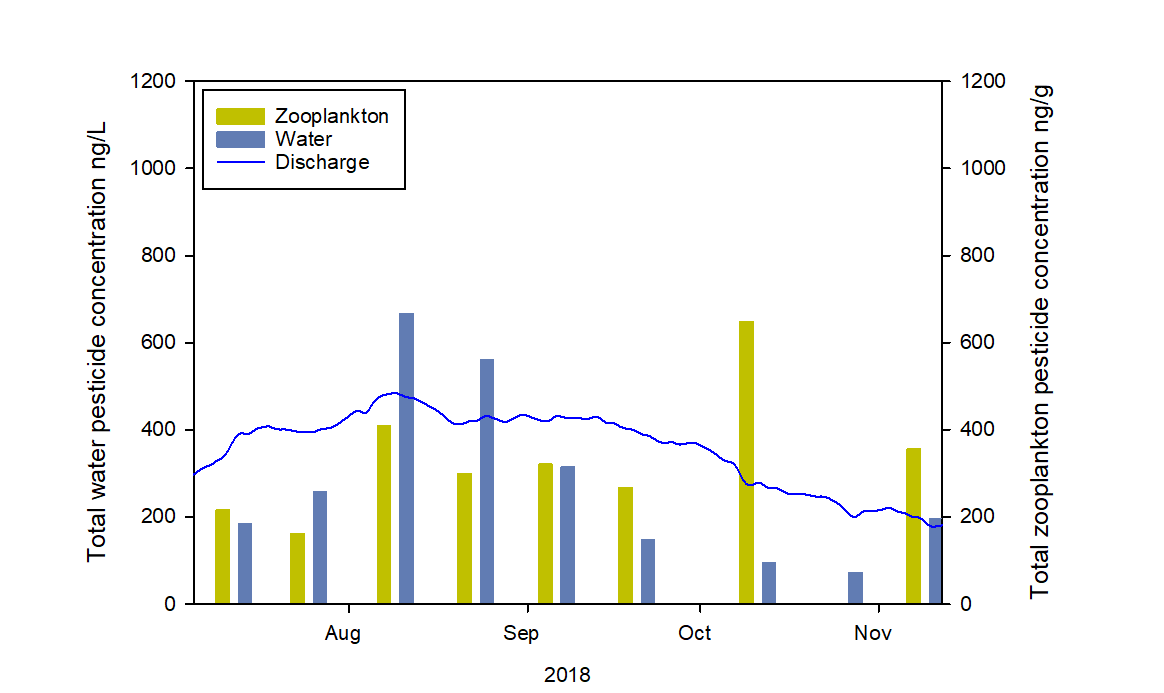 Total water pesticide concentration ng/L
1200
1000
800
600
400
200
0
Zooplankton
Water
Discharge
1200
1000
800
600
400
200
0
Total zooplankton pesticide concentration ng/g
Aug
Sep
Oct
Nov
2018